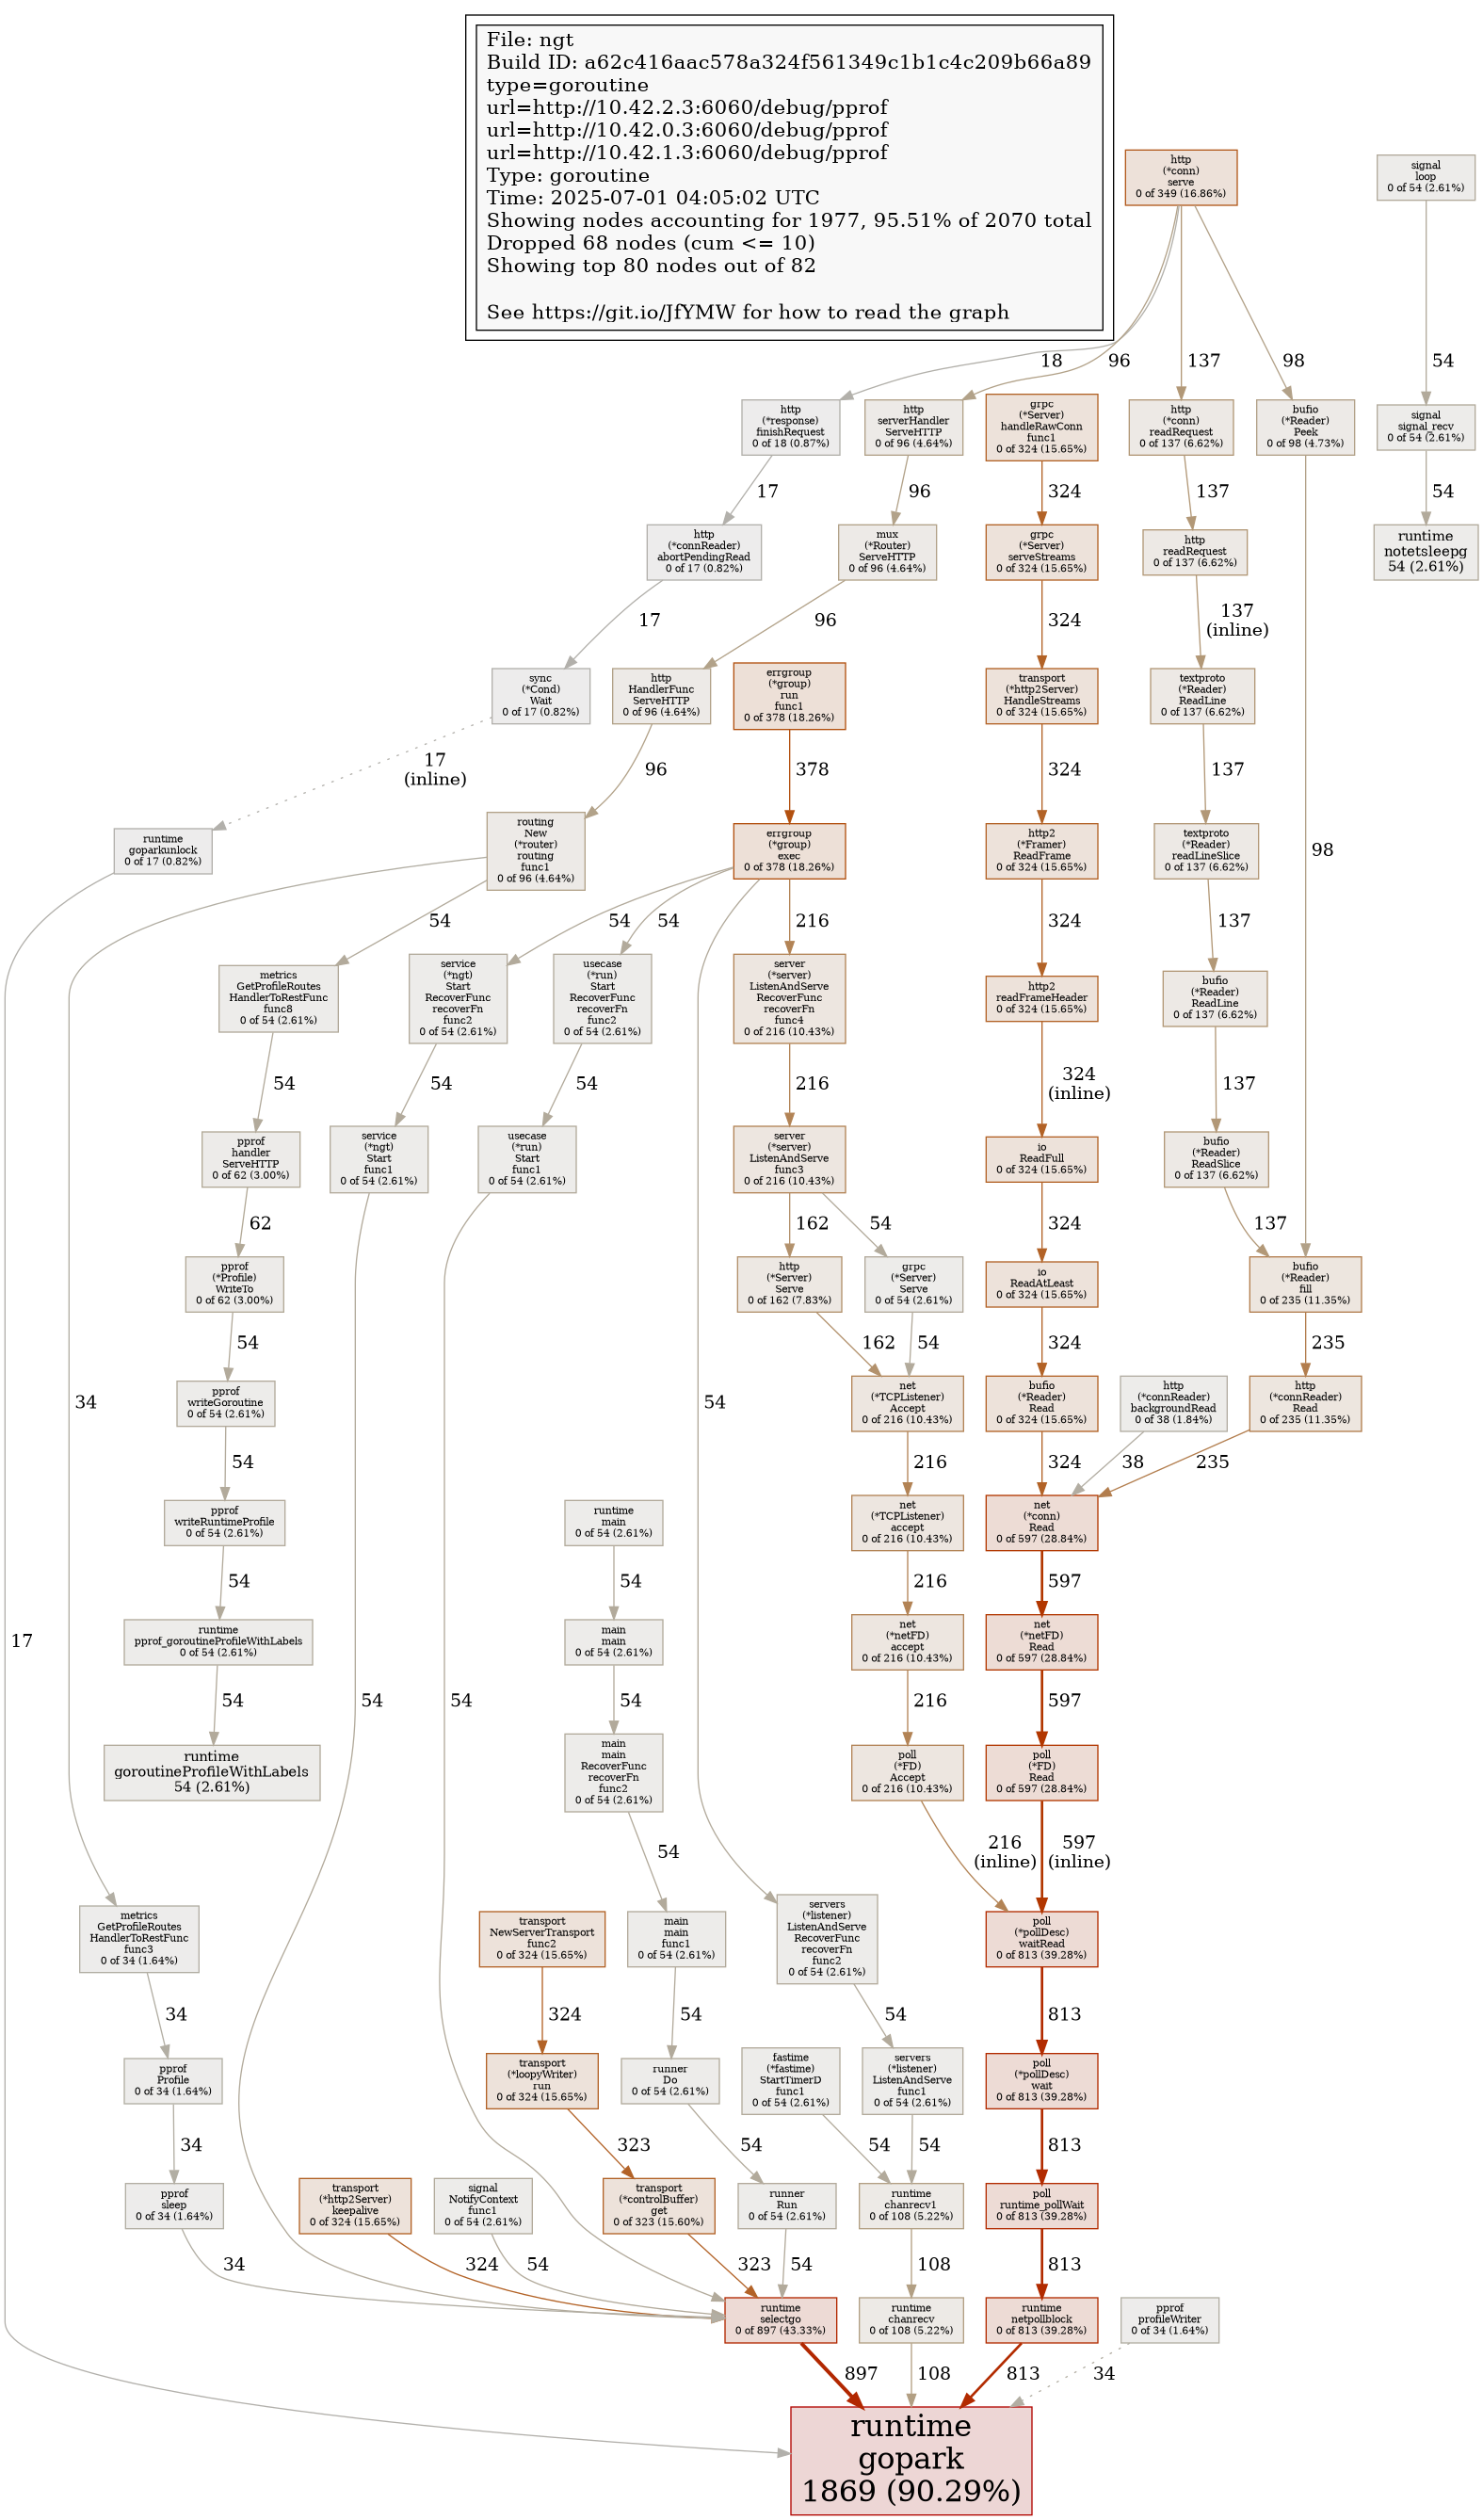 File: ngt
Build ID: a62c416aac578a324f561349c1b1c4c209b66a89
type=goroutine
url=http://10.42.2.3:6060/debug/pprof
url=http://10.42.0.3:6060/debug/pprof
url=http://10.42.1.3:6060/debug/pprof
Type: goroutine
Time: 2025-07-01 04:05:02 UTC
Showing nodes accounting for 1977, 95.51% of 2070 total
Dropped 68 nodes (cum <= 10)
Showing top 80 nodes out of 82
See https://git.io/JfYMW for how to read the graph
http
(*conn)
serve
0 of 349 (16.86%)
signal
loop
0 of 54 (2.61%)
18
96
137
98
54
http
(*response)
finishRequest
0 of 18 (0.87%)
http
serverHandler
ServeHTTP
0 of 96 (4.64%)
grpc
(*Server)
handleRawConn
func1
0 of 324 (15.65%)
http
(*conn)
readRequest
0 of 137 (6.62%)
bufio
(*Reader)
Peek
0 of 98 (4.73%)
signal
signal_recv
0 of 54 (2.61%)
17
96
324
137
54
http
(*connReader)
abortPendingRead
0 of 17 (0.82%)
mux
(*Router)
ServeHTTP
0 of 96 (4.64%)
grpc
(*Server)
serveStreams
0 of 324 (15.65%)
http
readRequest
0 of 137 (6.62%)
runtime
notetsleepg
54 (2.61%)
17
96
324
137
(inline)
sync
(*Cond)
Wait
0 of 17 (0.82%)
http
HandlerFunc
ServeHTTP
0 of 96 (4.64%)
errgroup
(*group)
run
func1
0 of 378 (18.26%)
transport
(*http2Server)
HandleStreams
0 of 324 (15.65%)
textproto
(*Reader)
ReadLine
0 of 137 (6.62%)
17
(inline)
96
378
324
137
runtime
goparkunlock
0 of 17 (0.82%)
routing
New
(*router)
routing
func1
0 of 96 (4.64%)
errgroup
(*group)
exec
0 of 378 (18.26%)
http2
(*Framer)
ReadFrame
0 of 324 (15.65%)
textproto
(*Reader)
readLineSlice
0 of 137 (6.62%)
98
54
54
54
216
324
137
metrics
GetProfileRoutes
HandlerToRestFunc
func8
0 of 54 (2.61%)
service
(*ngt)
Start
RecoverFunc
recoverFn
func2
0 of 54 (2.61%)
usecase
(*run)
Start
RecoverFunc
recoverFn
func2
0 of 54 (2.61%)
server
(*server)
ListenAndServe
RecoverFunc
recoverFn
func4
0 of 216 (10.43%)
http2
readFrameHeader
0 of 324 (15.65%)
bufio
(*Reader)
ReadLine
0 of 137 (6.62%)
54
54
54
216
324
(inline)
137
pprof
handler
ServeHTTP
0 of 62 (3.00%)
service
(*ngt)
Start
func1
0 of 54 (2.61%)
usecase
(*run)
Start
func1
0 of 54 (2.61%)
server
(*server)
ListenAndServe
func3
0 of 216 (10.43%)
io
ReadFull
0 of 324 (15.65%)
bufio
(*Reader)
ReadSlice
0 of 137 (6.62%)
62
162
54
324
137
pprof
(*Profile)
WriteTo
0 of 62 (3.00%)
http
(*Server)
Serve
0 of 162 (7.83%)
grpc
(*Server)
Serve
0 of 54 (2.61%)
io
ReadAtLeast
0 of 324 (15.65%)
bufio
(*Reader)
fill
0 of 235 (11.35%)
54
162
54
324
235
pprof
writeGoroutine
0 of 54 (2.61%)
34
54
net
(*TCPListener)
Accept
0 of 216 (10.43%)
bufio
(*Reader)
Read
0 of 324 (15.65%)
http
(*connReader)
backgroundRead
0 of 38 (1.84%)
http
(*connReader)
Read
0 of 235 (11.35%)
54
216
324
38
235
pprof
writeRuntimeProfile
0 of 54 (2.61%)
runtime
main
0 of 54 (2.61%)
net
(*TCPListener)
accept
0 of 216 (10.43%)
net
(*conn)
Read
0 of 597 (28.84%)
54
54
216
597
17
runtime
pprof_goroutineProfileWithLabels
0 of 54 (2.61%)
main
main
0 of 54 (2.61%)
net
(*netFD)
accept
0 of 216 (10.43%)
net
(*netFD)
Read
0 of 597 (28.84%)
54
54
54
54
216
597
runtime
goroutineProfileWithLabels
54 (2.61%)
main
main
RecoverFunc
recoverFn
func2
0 of 54 (2.61%)
poll
(*FD)
Accept
0 of 216 (10.43%)
poll
(*FD)
Read
0 of 597 (28.84%)
54
216
(inline)
597
(inline)
metrics
GetProfileRoutes
HandlerToRestFunc
func3
0 of 34 (1.64%)
transport
NewServerTransport
func2
0 of 324 (15.65%)
main
main
func1
0 of 54 (2.61%)
servers
(*listener)
ListenAndServe
RecoverFunc
recoverFn
func2
0 of 54 (2.61%)
poll
(*pollDesc)
waitRead
0 of 813 (39.28%)
34
324
54
54
813
pprof
Profile
0 of 34 (1.64%)
transport
(*loopyWriter)
run
0 of 324 (15.65%)
runner
Do
0 of 54 (2.61%)
fastime
(*fastime)
StartTimerD
func1
0 of 54 (2.61%)
servers
(*listener)
ListenAndServe
func1
0 of 54 (2.61%)
poll
(*pollDesc)
wait
0 of 813 (39.28%)
34
323
54
54
54
813
pprof
sleep
0 of 34 (1.64%)
transport
(*http2Server)
keepalive
0 of 324 (15.65%)
signal
NotifyContext
func1
0 of 54 (2.61%)
transport
(*controlBuffer)
get
0 of 323 (15.60%)
runner
Run
0 of 54 (2.61%)
runtime
chanrecv1
0 of 108 (5.22%)
poll
runtime_pollWait
0 of 813 (39.28%)
34
324
54
323
54
108
813
runtime
selectgo
0 of 897 (43.33%)
runtime
chanrecv
0 of 108 (5.22%)
runtime
netpollblock
0 of 813 (39.28%)
pprof
profileWriter
0 of 34 (1.64%)
897
108
813
34
runtime
gopark
1869 (90.29%)